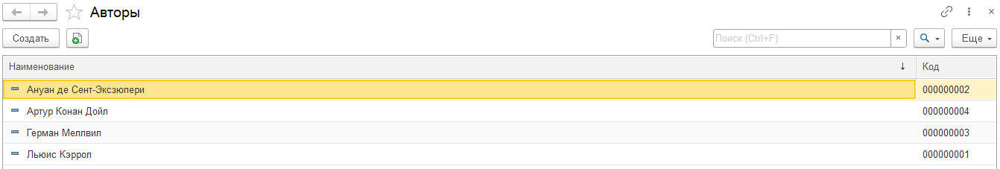 Авторы
Создать
Поиск (Ctrl+F)
×
Еще
Наименование ↓ Код
Ануан де Сент-Эксзюпери 000000002
Артур Конан Дойл 000000004
Герман Меллвил 000000003
Льюис Кэррол 000000001